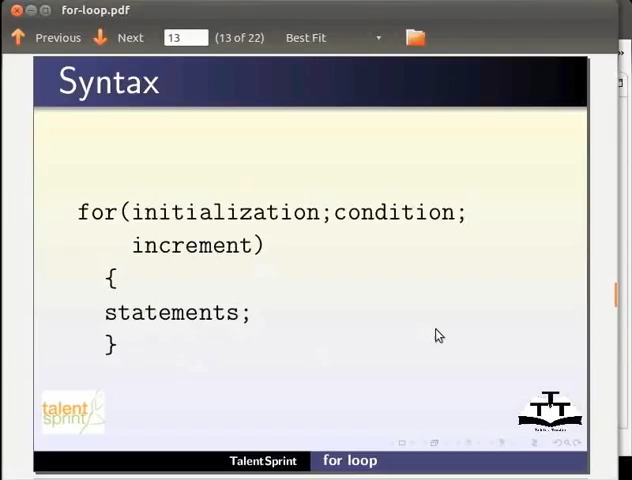 for-loop.pdf
Previous Next 13 (13 of 22) Best Fit
Syntax
for(initialization;condition;
increment)
{
statements;
}
talent
sprint
TTT
TalentSprint for loop